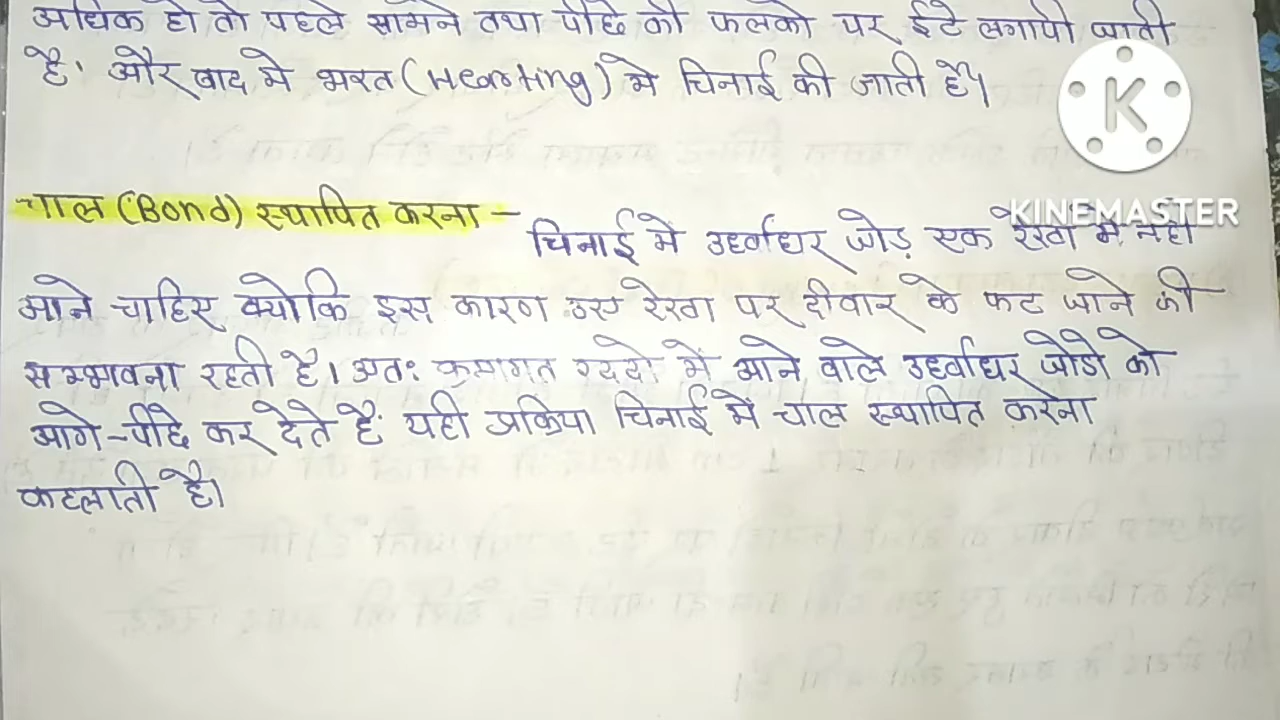 अधिक हो तो पहले सामने तथा पीछे की फलको पर ईटे लगायी जाती
है। और बाद मे भरत (Hearting) मे चिनाई की जाती है।
चाल (Bond) स्थापित करना – चिनाई मे उर्ध्वाधर जोड़ एक रेखा मे नही
आने चाहिए क्योकि इस कारण उस रेखा पर दीवार के फट जाने की
सम्भावना रहती है। अतः क्रमागत रददो में आने वाले उर्ध्वाधर जोडो को
आगे-पीछे कर देते हैं यही प्रक्रिया चिनाई में चाल स्थापित करना
कहलाती है।
K
KINEMASTER